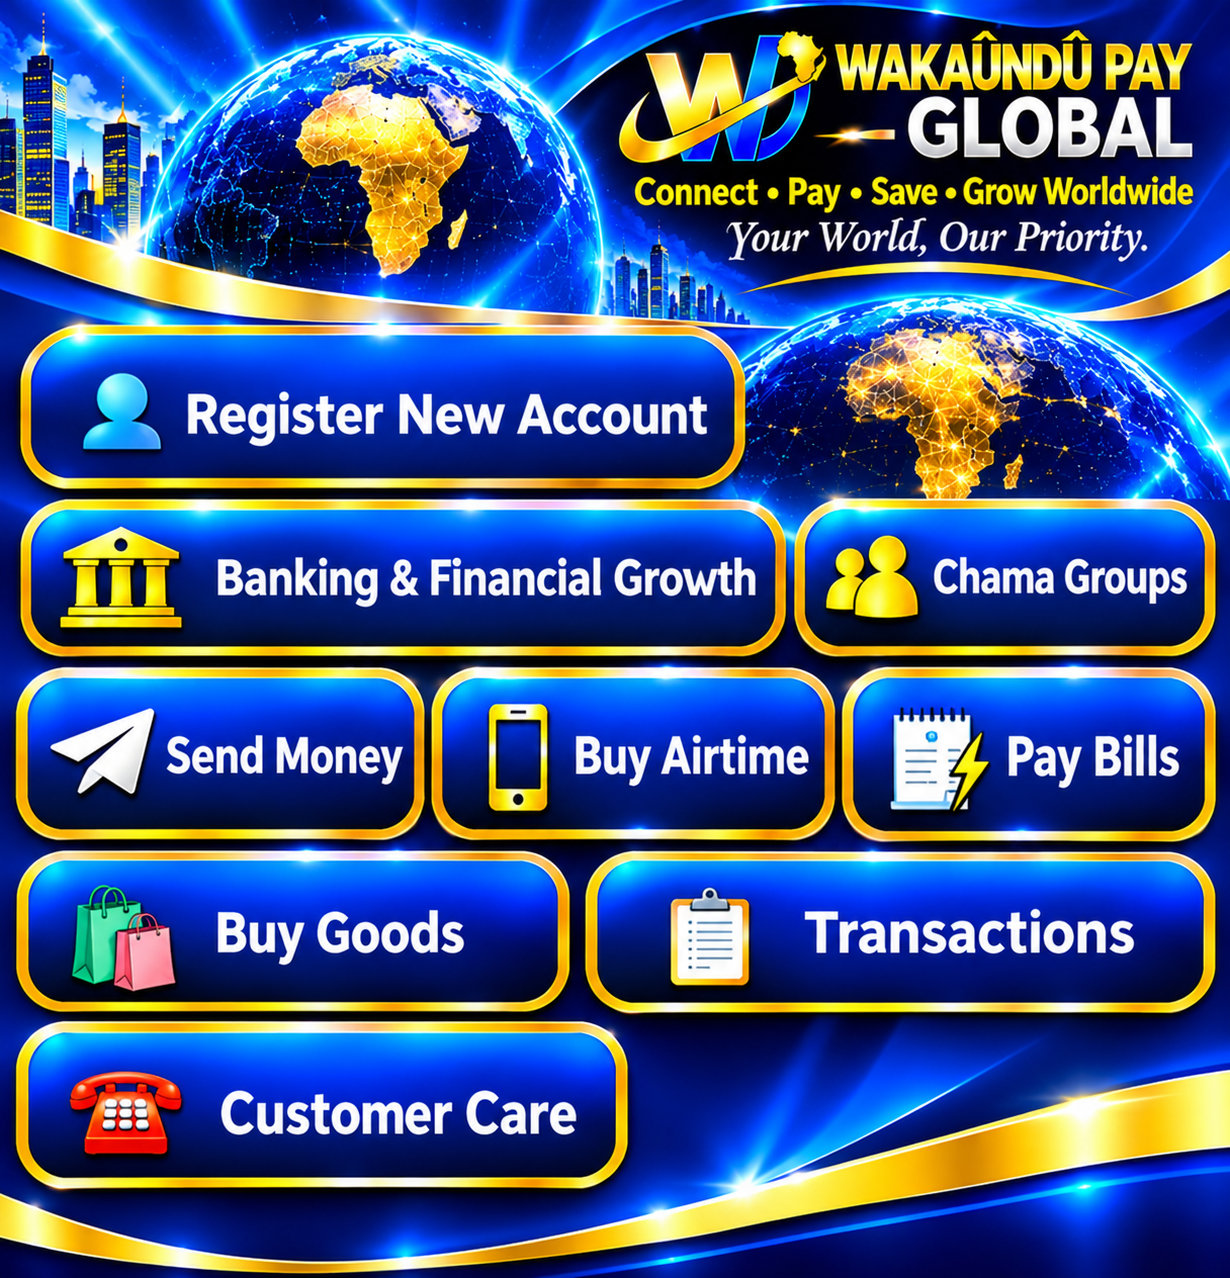 WAKAÛNDÛ PAY
GLOBAL
Connect • Pay • Save • Grow Worldwide
Your World, Our Priority.
Register New Account
Banking & Financial Growth
Chama Groups
Send Money
Buy Airtime
Pay Bills
Buy Goods
Transactions
Customer Care